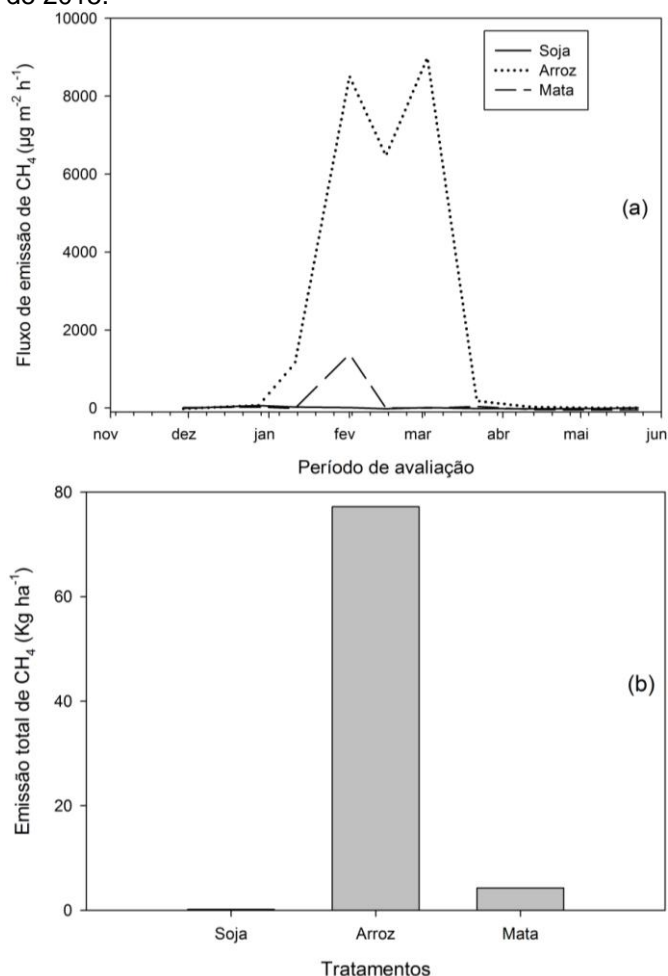 10000
Soja
Arroz
Mata
8000
6000
4000
2000
0
Fluxo de emissão de CH4 (µg m-2 h-1)
(a)
nov dez jan fev mar abr mai jun
Período de avaliação
80
60
40
20
0
Emissão total de CH4 (Kg ha-1)
(b)
Soja Arroz Mata
Tratamentos